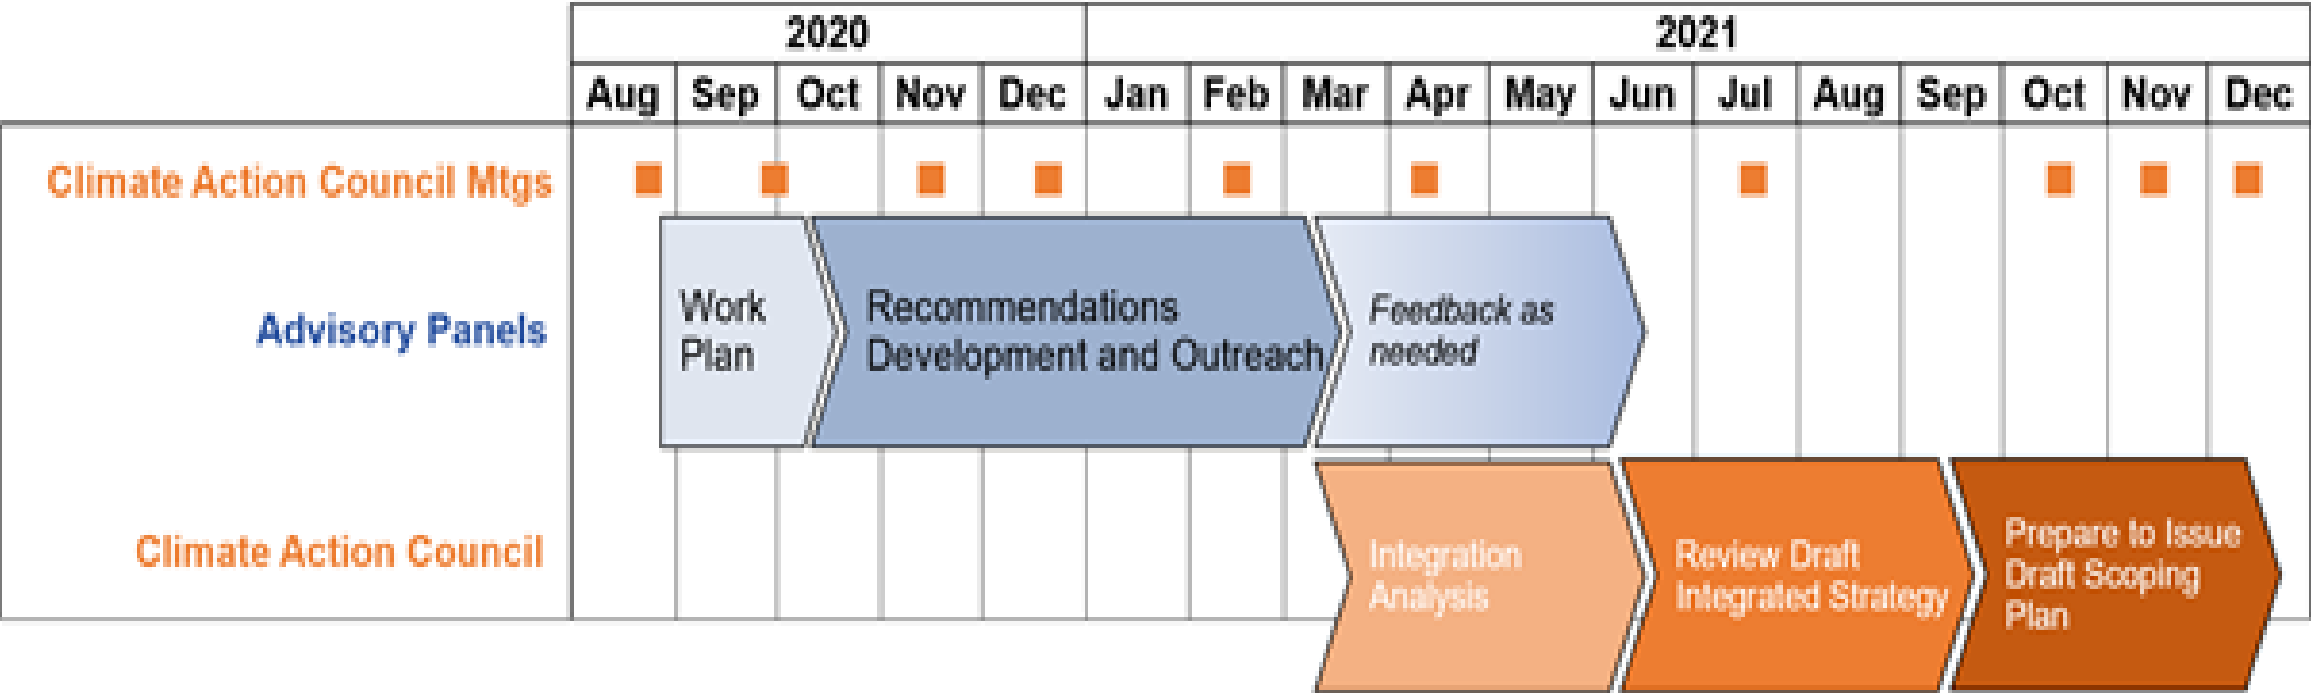 2020 2021
Aug Sep Oct Nov Dec Jan Feb Mar Apr May Jun Jul Aug Sep Oct Nov Dec
Climate Action Council Mtgs
Advisory Panels
Work
Plan
Recommendations
Development and Outreach
Feedback as
needed
Climate Action Council
Integration
Analysis
Review Draft
Integrated Strategy
Prepare to Issue
Draft Scoping
Plan